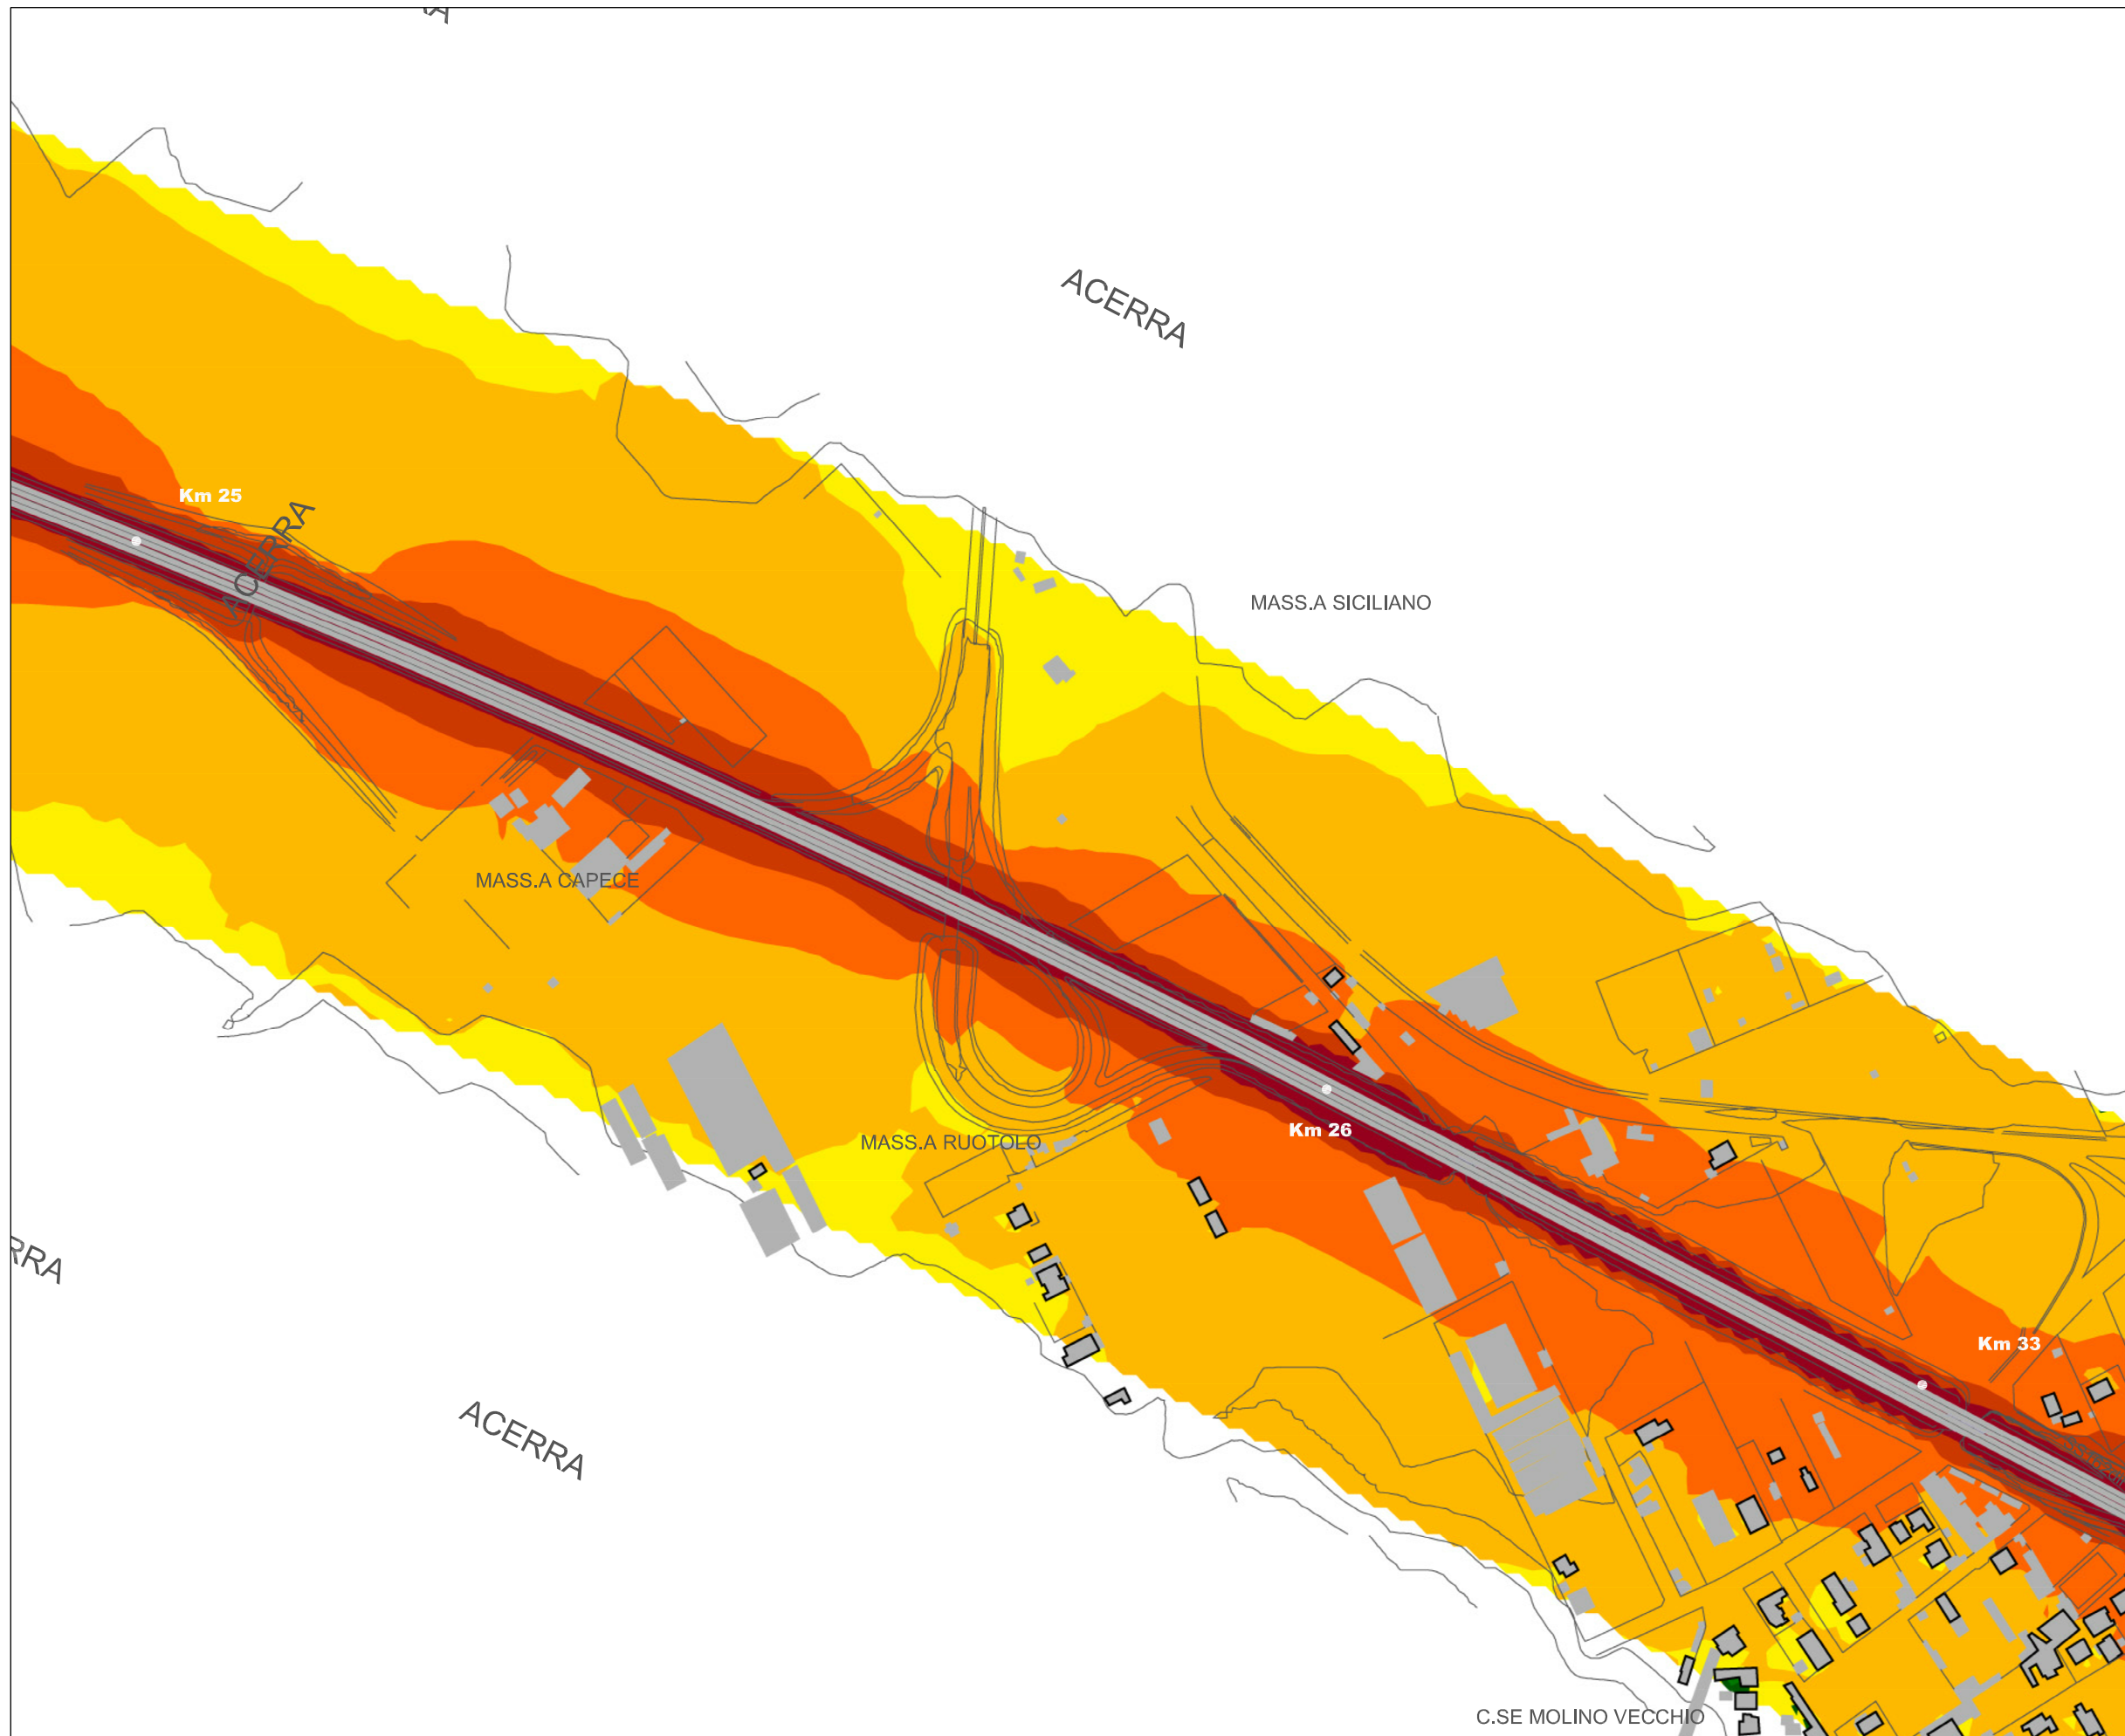 ACERRA
Km 25
ACERRA
MASS.A SICILIANO
MASS.A CAPECE
Km 26
MASS.A RUOTOLO
RRA
Km 33
ACERRA
C.SE MOLINO VECCHIO